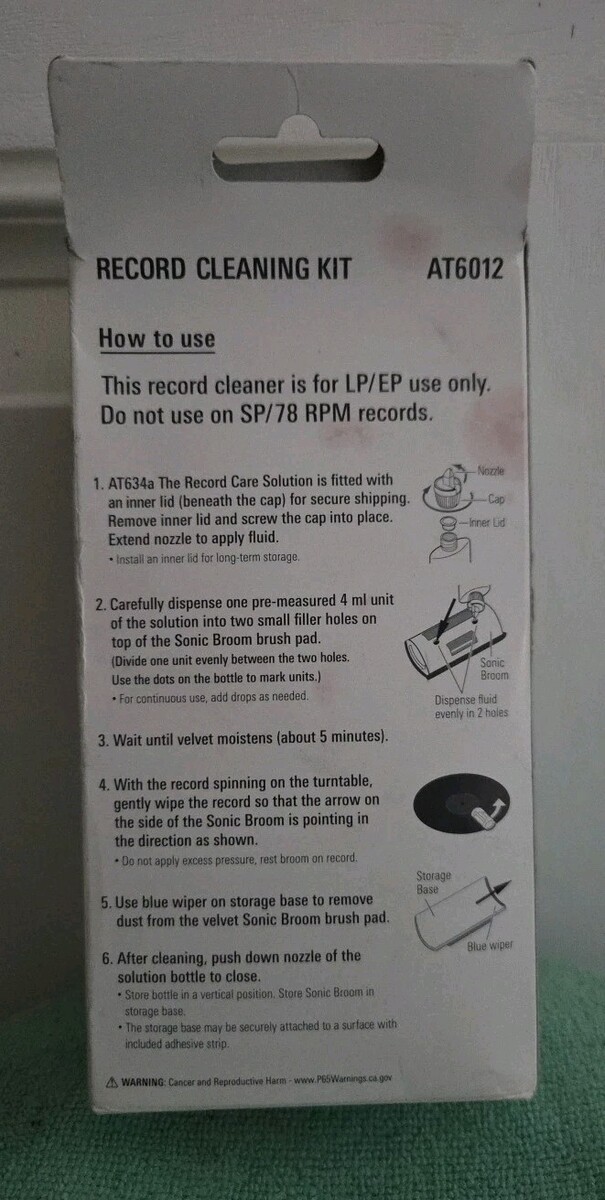 RECORD CLEANING KIT AT6012
How to use
This record cleaner is for LP/EP use only.
Do not use on SP/78 RPM records.
1. AT634a The Record Care Solution is fitted with
an inner lid (beneath the cap) for secure shipping.
Remove inner lid and screw the cap into place.
Extend nozzle to apply fluid.
• Install an inner lid for long-term storage.
Nozzle
Cap
Inner Lid
2. Carefully dispense one pre-measured 4 ml unit
of the solution into two small filler holes on
top of the Sonic Broom brush pad.
(Divide one unit evenly between the two holes.
Use the dots on the bottle to mark units.)
• For continuous use, add drops as needed.
Sonic
Broom
Dispense fluid
evenly in 2 holes
3. Wait until velvet moistens (about 5 minutes).
4. With the record spinning on the turntable,
gently wipe the record so that the arrow on
the side of the Sonic Broom is pointing in
the direction as shown.
• Do not apply excess pressure, rest broom on record.
5. Use blue wiper on storage base to remove
dust from the velvet Sonic Broom brush pad.
Storage
Base
Blue wiper
6. After cleaning, push down nozzle of the
solution bottle to close.
• Store bottle in a vertical position. Store Sonic Broom in
storage base.
• The storage base may be securely attached to a surface with
included adhesive strip.
⚠ WARNING: Cancer and Reproductive Harm - www.P65Warnings.ca.gov